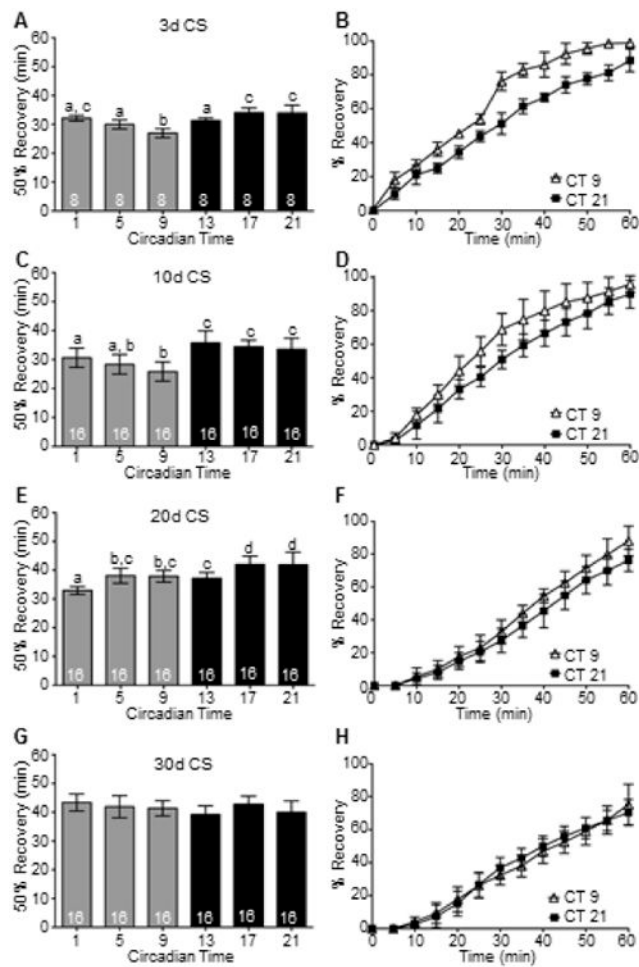 A
3d CS
50% Recovery (min)
60
50
40
30
20
10
0
a, c
a
b
a
c
c
8 8 8 8 8 8
1 5 9 13 17 21
Circadian Time
B
% Recovery
100
80
60
40
20
0
CT 9
CT 21
0 10 20 30 40 50 60
Time (min)
C
10d CS
50% Recovery (min)
60
50
40
30
20
10
0
a
a, b
b
c
c
c
16 16 16 16 16 16
1 5 9 13 17 21
Circadian Time
D
% Recovery
100
80
60
40
20
0
CT 9
CT 21
0 10 20 30 40 50 60
Time (min)
E
20d CS
50% Recovery (min)
60
50
40
30
20
10
0
a
b,c
b,c
c
d
d
16 16 16 16 16 16
1 5 9 13 17 21
Circadian Time
F
% Recovery
100
80
60
40
20
0
CT 9
CT 21
0 10 20 30 40 50 60
Time (min)
G
30d CS
50% Recovery (min)
60
50
40
30
20
10
0
16 16 16 16 16 16
1 5 9 13 17 21
Circadian Time
H
% Recovery
100
80
60
40
20
0
CT 9
CT 21
0 10 20 30 40 50 60
Time (min)